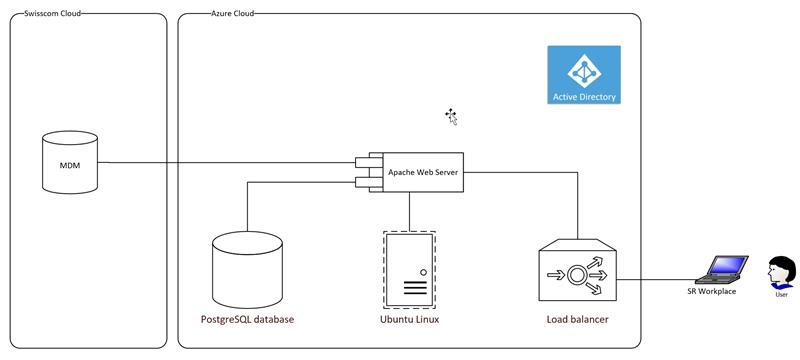 Swisscom Cloud
Azure Cloud
Active Directory
MDM
Apache Web Server
PostgreSQL database
Ubuntu Linux
Load balancer
SR Workplace
User